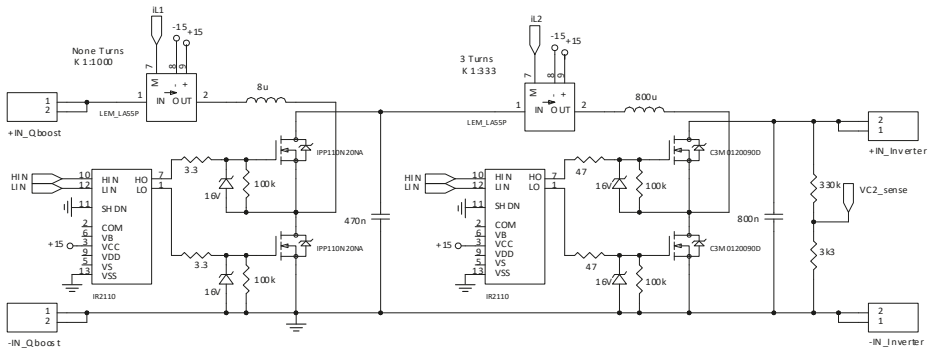 iL1
-15
+15
None Turns
K 1:1000
7
8
9
M
-
+
1
IN
OUT
2
LEM_LA55P
8u
iL2
-15
+15
3 Turns
K 1:333
7
8
9
M
-
+
1
IN
OUT
2
LEM_LA55P
800u
1
2
+IN_Qboost
2
1
+IN_Inverter
HIN
LIN
10
12
HIN
LIN
HO
LO
7
1
11
SHDN
2
COM
6
VB
+15
3
VCC
9
VDD
5
VS
13
VSS
IR2110
3.3
16V
100k
IPP110N20NA
3.3
16V
100k
IPP110N20NA
470n
HIN
LIN
10
12
HIN
LIN
HO
LO
7
1
11
SHDN
2
COM
6
VB
+15
3
VCC
9
VDD
5
VS
13
VSS
IR2110
47
16V
100k
C3M0120090D
47
16V
100k
C3M0120090D
800n
330k
VC2_sense
3k3
1
2
-IN_Qboost
2
1
-IN_Inverter